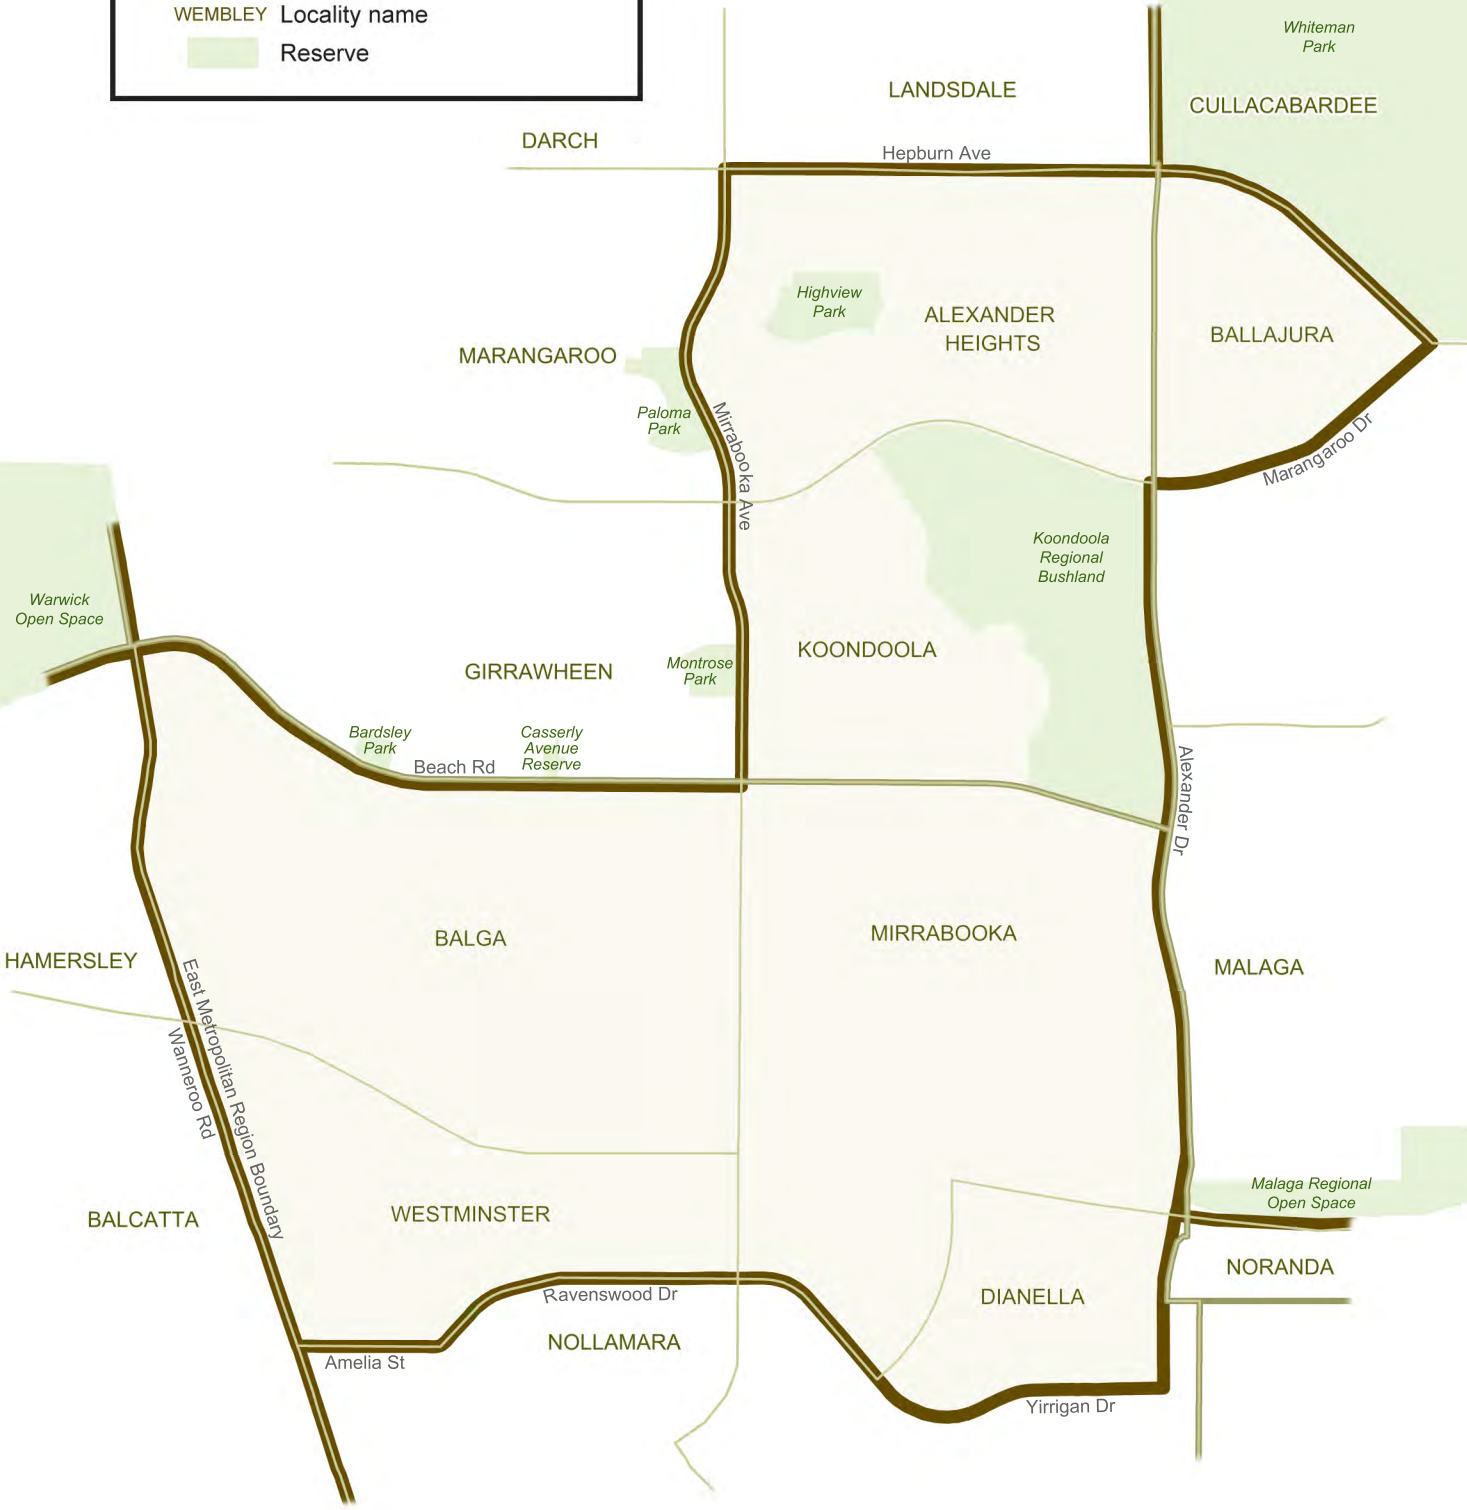 WEMBLEY Locality name
Reserve
Whiteman
Park
LANDSDALE
CULLACABARDEE
DARCH
Hepburn Ave
Highview
Park
ALEXANDER
HEIGHTS
BALLAJURA
MARANGAROO
Paloma
Park
Mirrabooka Ave
Marangaroo Dr
Koondoola
Regional
Bushland
Warwick
Open Space
KOONDOOLA
GIRRAWHEEN
Montrose
Park
Bardsley
Park
Casserly
Avenue
Reserve
Beach Rd
Alexander Dr
BALGA
MIRRABOOKA
HAMERSLEY
MALAGA
East Metropolitan Region Boundary
Wanneroo Rd
Malaga Regional
Open Space
BALCATTA
WESTMINSTER
NORANDA
DIANELLA
Ravenswood Dr
NOLLAMARA
Amelia St
Yirrigan Dr